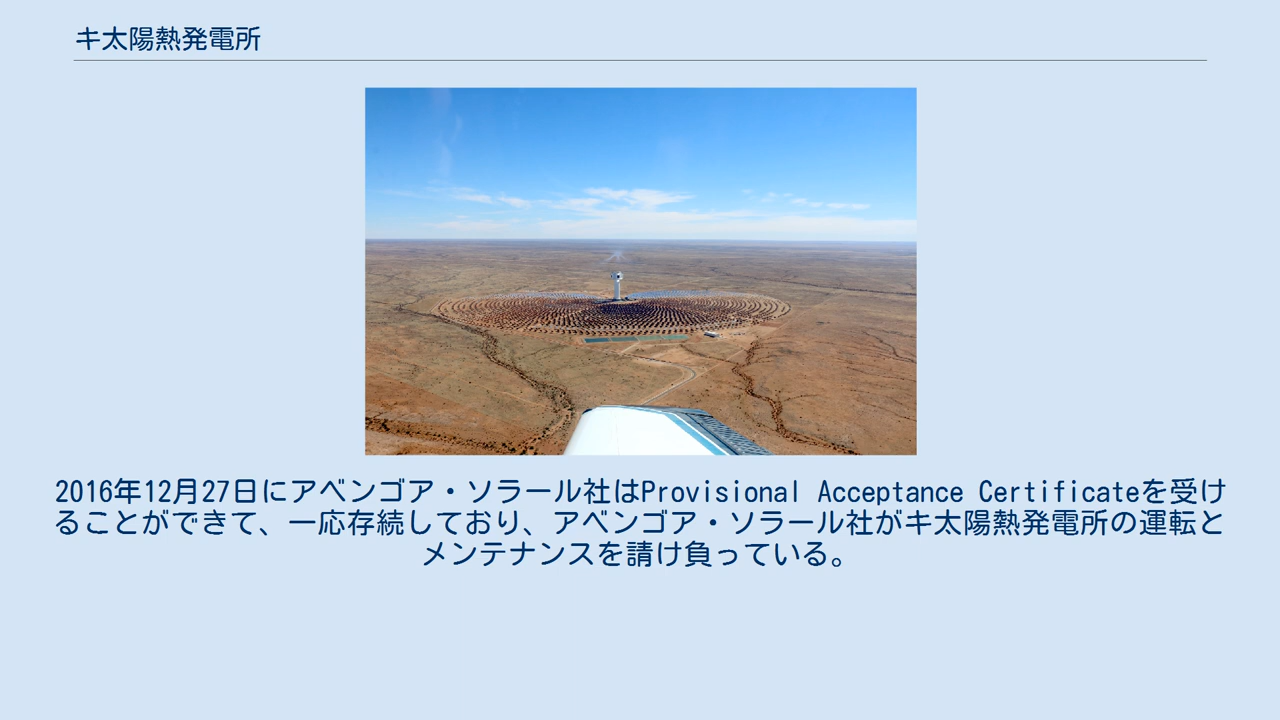 キ太陽熱発電所
2016年12月27日にアベンゴア・ソラール社はProvisional Acceptance Certificateを受け
ることができて、一応存続しており、アベンゴア・ソラール社がキ太陽熱発電所の運転と
メンテナンスを請け負っている。